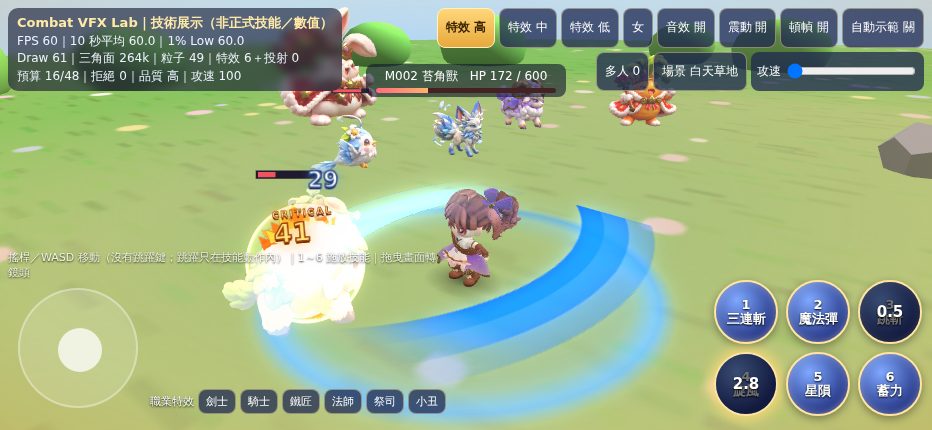 Combat VFX Lab｜技術展示（非正式技能／數值）
FPS 60｜10 秒平均 60.0｜1% Low 60.0
Draw 61｜三角面 264k｜粒子 49｜特效 6＋投射 0
預算 16/48｜拒絕 0｜品質 高｜攻速 100
特效 高
特效 中
特效 低
女
音效 開
震動 開
頓幀 開
自動示範 關
M002 苔角獸 HP 172 / 600
多人 0
場景 白天草地
攻速
29
CRITICAL
41
搖桿／WASD 移動（沒有跳躍鍵；跳躍只在技能動作內）｜1～6 施放技能｜拖曳畫面轉
鏡頭
1
三連斬
2
魔法彈
0.5
2.8
旋風
5
星隕
6
蓄力
職業特效
劍士
騎士
鐵匠
法師
祭司
小丑